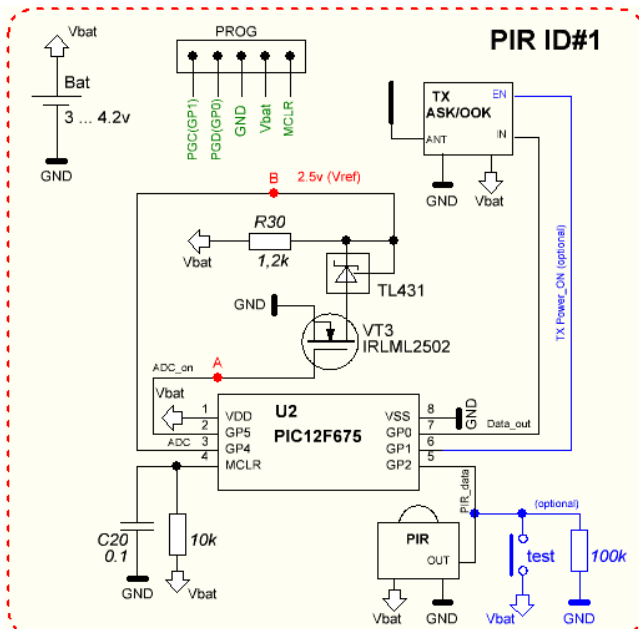 PIR ID#1
Vbat
Bat
3 ... 4.2v
GND
PROG
PGC(GP1)
PGD(GP0)
GND
Vbat
MCLR
TX
ASK/OOK
EN
IN
ANT
GND
Vbat
B
2.5v (Vref)
R30
1,2k
Vbat
TL431
GND
VT3
IRLML2502
TX Power_ON (optional)
A
ADC_on
Vbat
ADC
1
2
3
4
VDD
GP5
GP4
MCLR
U2
PIC12F675
VSS
GP0
GP1
GP2
8
7
6
5
GND
Data_out
PIR_data
(optional)
C20
0.1
10k
GND
Vbat
PIR
OUT
Vbat
GND
test
Vbat
100k
GND